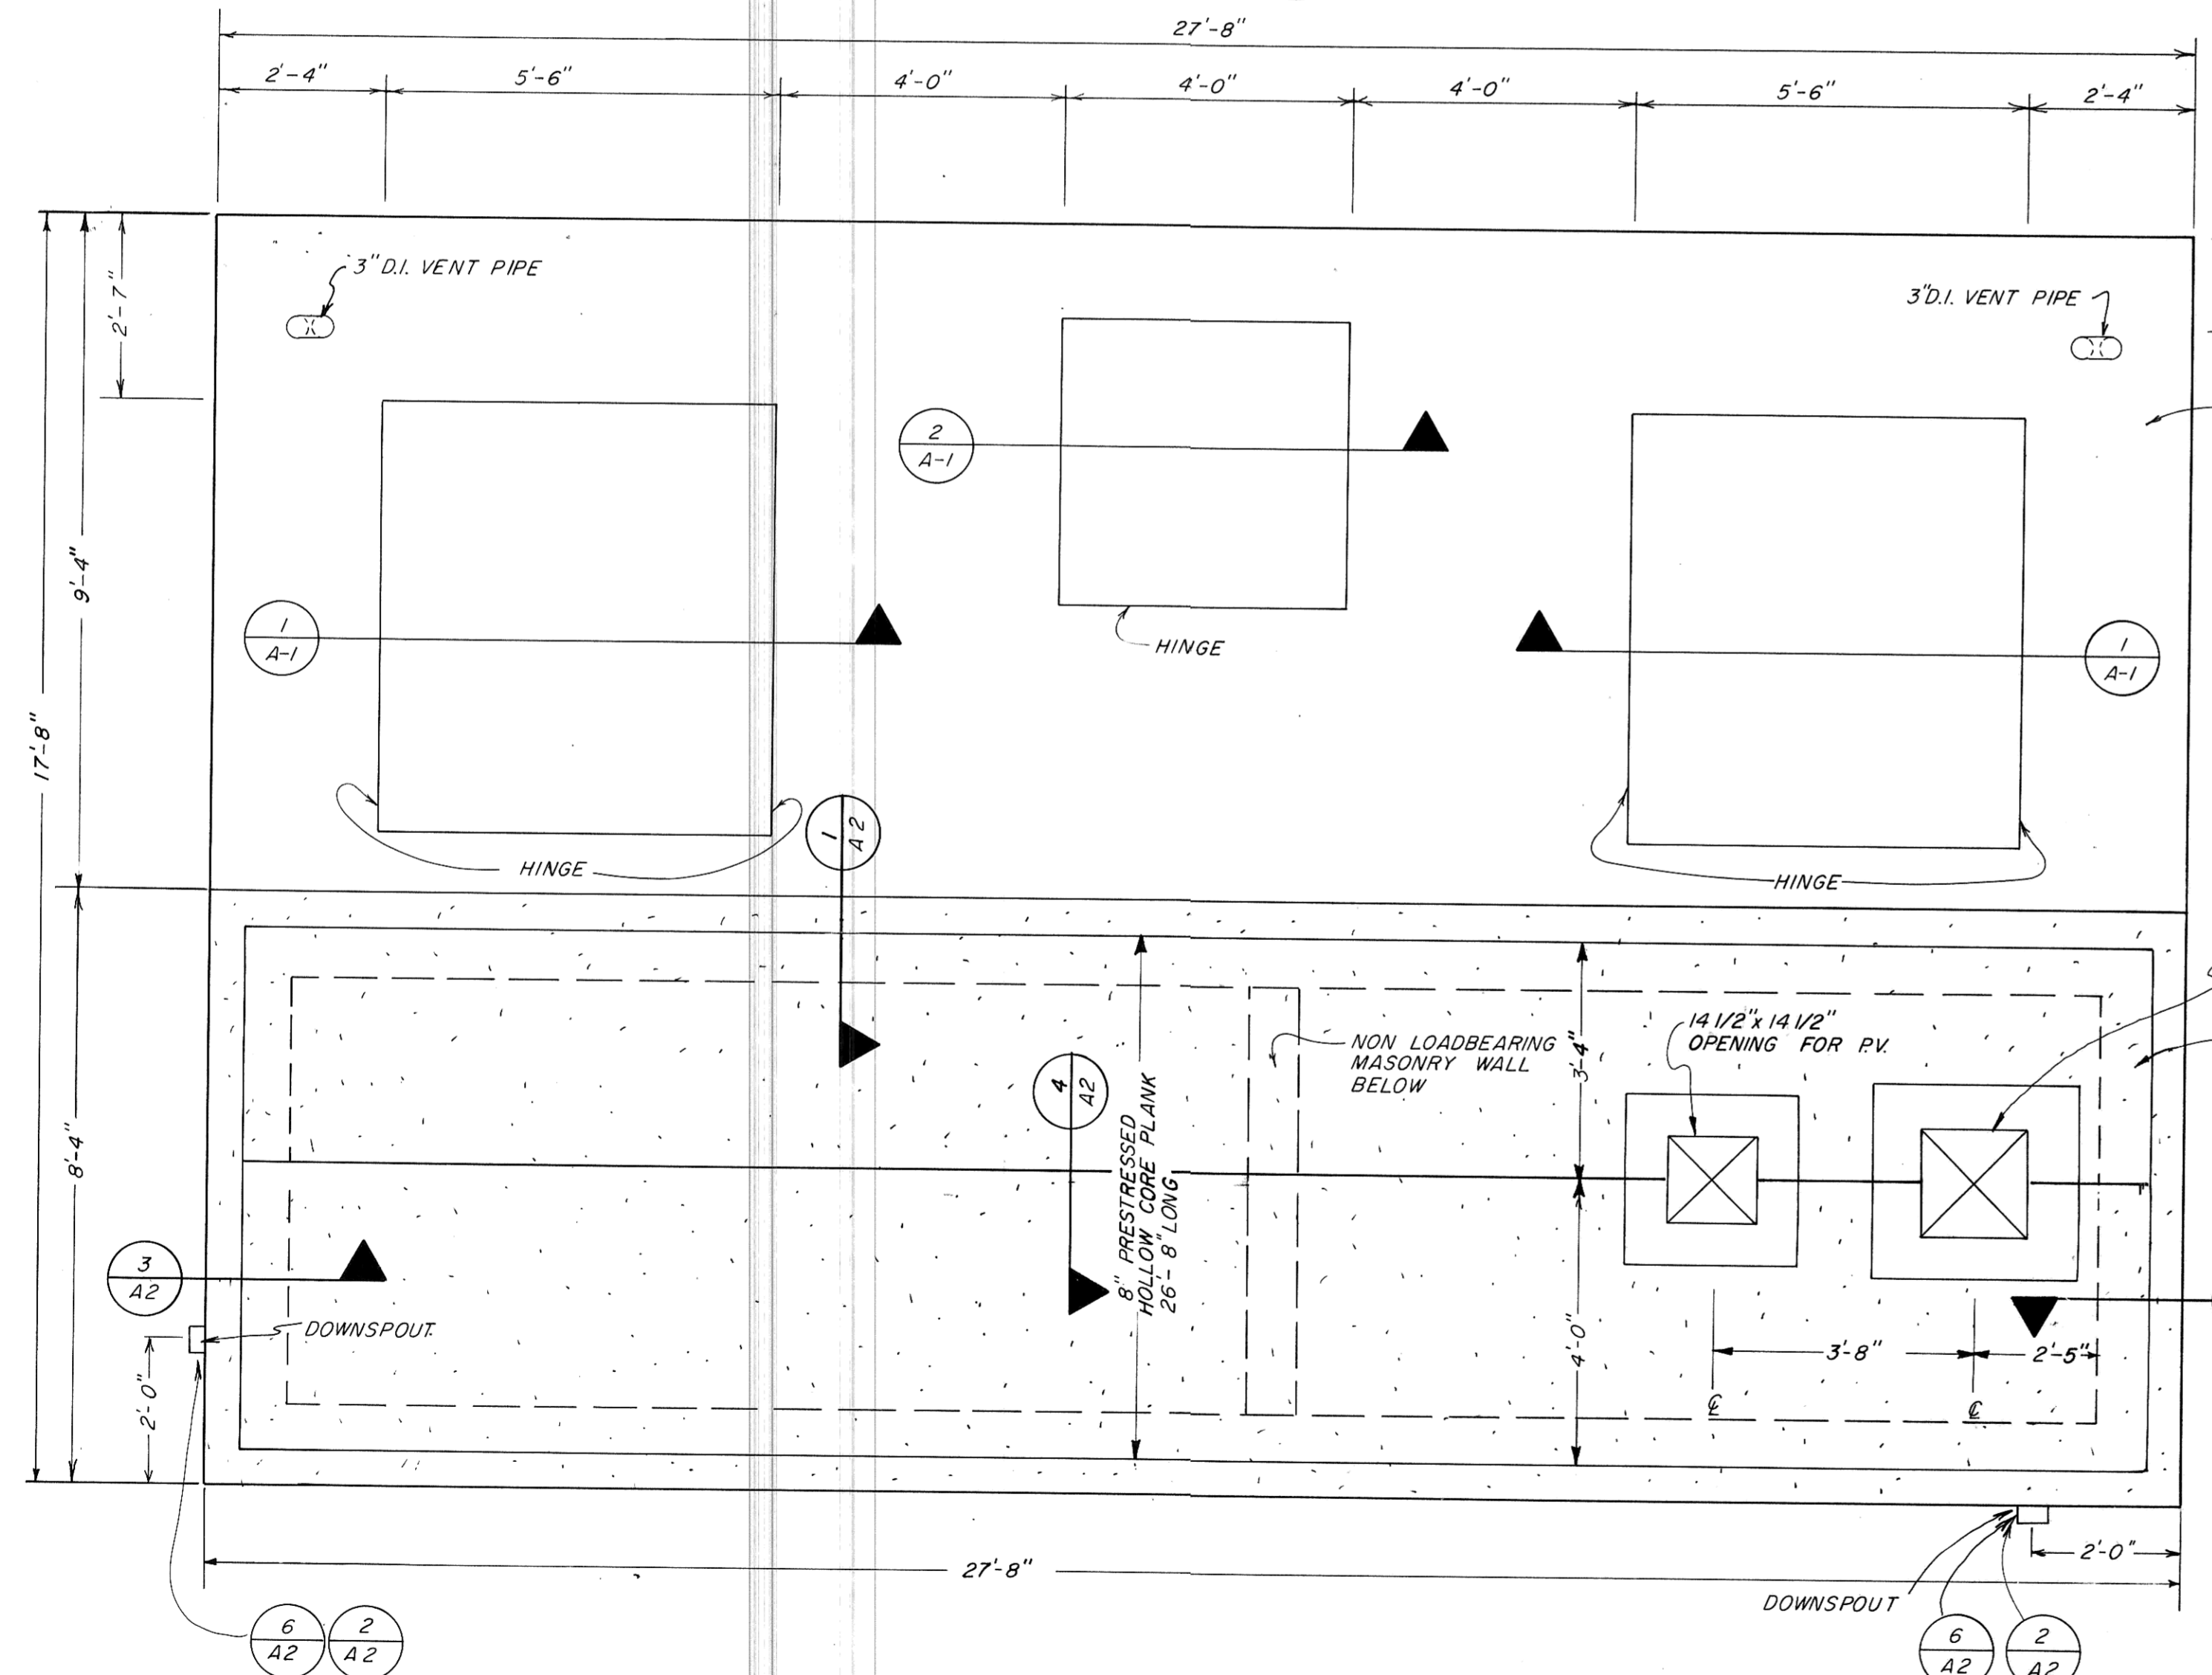 27'-8"
2'-4" 5'-6" 4'-0" 4'-0" 4'-0" 5'-6" 2'-4"
3" D.I. VENT PIPE
3" D.I. VENT PIPE
2'-7"
9'-4"
17'-8"
8'-4"
2
A-1
1
A-1
1
A-1
HINGE
HINGE
HINGE
1
A2
4
A2
8" PRESTRESSED
HOLLOW CORE PLANK
26'-8" LONG
NON LOADBEARING
MASONRY WALL
BELOW
3'-4"
14 1/2" x 14 1/2"
OPENING FOR P.V.
4'-0"
3'-8"
2'-5"
℄
℄
3
A2
DOWNSPOUT
2'-0"
27'-8"
2'-0"
DOWNSPOUT
6
A2
2
A2
6
A2
2
A2